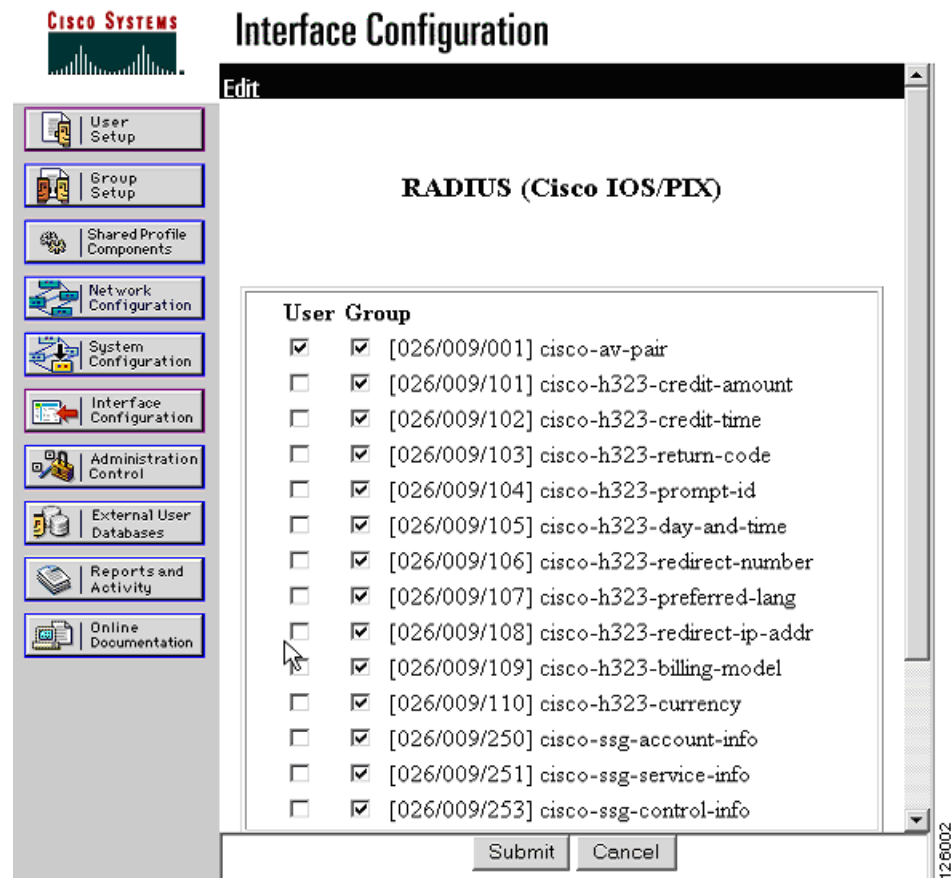 CISCO SYSTEMS
Interface Configuration
Edit
User
Setup
Group
Setup
Shared Profile
Components
Network
Configuration
System
Configuration
Interface
Configuration
Administration
Control
External User
Databases
Reports and
Activity
Online
Documentation
RADIUS (Cisco IOS/PIX)
User Group
[026/009/001] cisco-av-pair
[026/009/101] cisco-h323-credit-amount
[026/009/102] cisco-h323-credit-time
[026/009/103] cisco-h323-return-code
[026/009/104] cisco-h323-prompt-id
[026/009/105] cisco-h323-day-and-time
[026/009/106] cisco-h323-redirect-number
[026/009/107] cisco-h323-preferred-lang
[026/009/108] cisco-h323-redirect-ip-addr
[026/009/109] cisco-h323-billing-model
[026/009/110] cisco-h323-currency
[026/009/250] cisco-ssg-account-info
[026/009/251] cisco-ssg-service-info
[026/009/253] cisco-ssg-control-info
Submit Cancel
126002